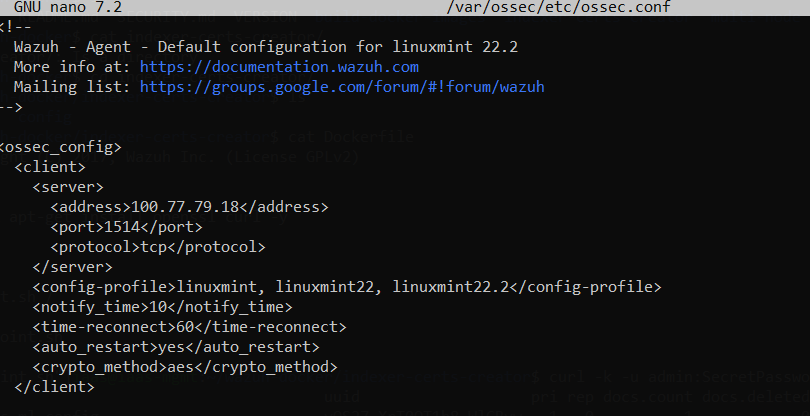 GNU nano 7.2 /var/ossec/etc/ossec.conf
<!--
  Wazuh - Agent - Default configuration for linuxmint 22.2
  More info at: https://documentation.wazuh.com
  Mailing list: https://groups.google.com/forum/#!forum/wazuh
-->
<ossec_config>
  <client>
    <server>
      <address>100.77.79.18</address>
      <port>1514</port>
      <protocol>tcp</protocol>
    </server>
    <config-profile>linuxmint, linuxmint22, linuxmint22.2</config-profile>
    <notify_time>10</notify_time>
    <time-reconnect>60</time-reconnect>
    <auto_restart>yes</auto_restart>
    <crypto_method>aes</crypto_method>
  </client>